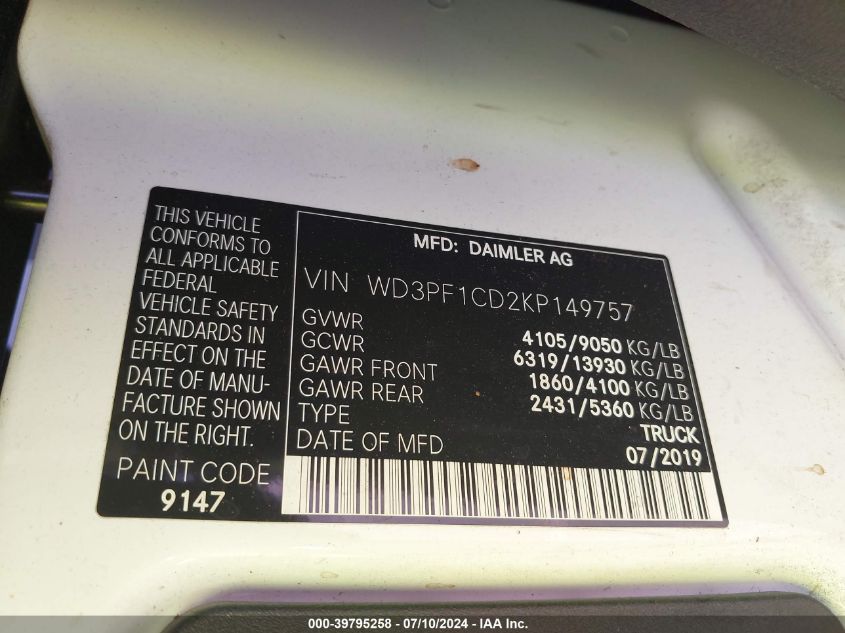 THIS VEHICLE
CONFORMS TO
ALL APPLICABLE
FEDERAL
VEHICLE SAFETY
STANDARDS IN
EFFECT ON THE
DATE OF MANU-
FACTURE SHOWN
ON THE RIGHT.
PAINT CODE
9147
MFD: DAIMLER AG
VIN WD3PF1CD2KP149757
GVWR 4105/9050 KG/LB
GCWR 6319/13930 KG/LB
GAWR FRONT 1860/4100 KG/LB
GAWR REAR 2431/5360 KG/LB
TYPE TRUCK
DATE OF MFD 07/2019
000-39795258 / 07/10/2024 - IAA Inc.